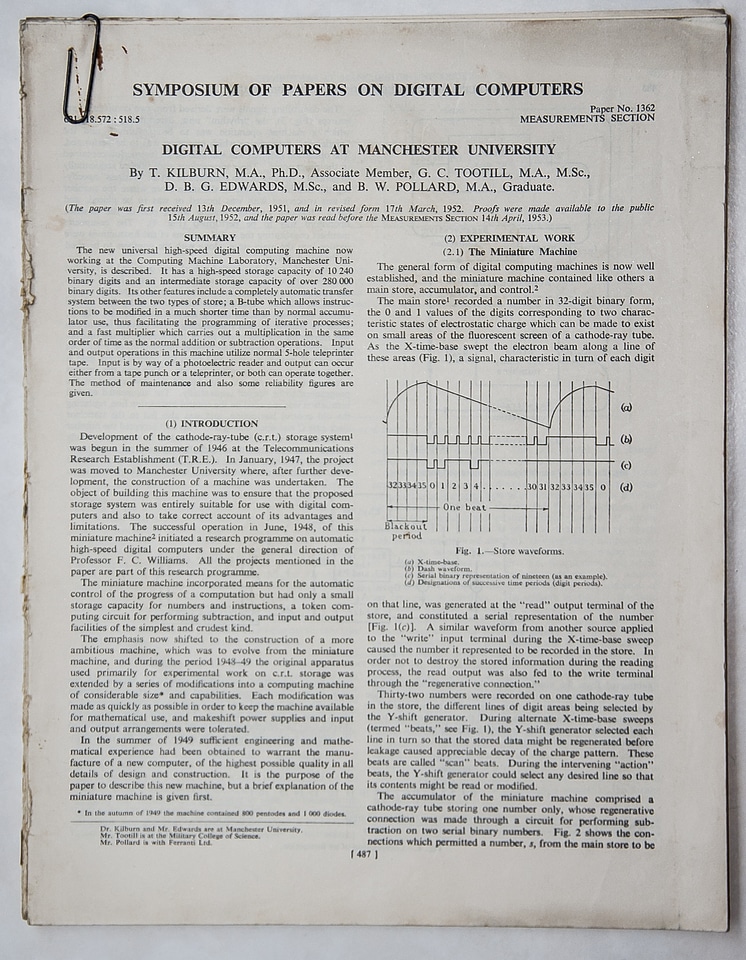 SYMPOSIUM OF PAPERS ON DIGITAL COMPUTERS
18.572 : 518.5
Paper No. 1362
MEASUREMENTS SECTION
DIGITAL COMPUTERS AT MANCHESTER UNIVERSITY
By T. KILBURN, M.A., Ph.D., Associate Member, G. C. TOOTILL, M.A., M.Sc.,
D. B. G. EDWARDS, M.Sc., and B. W. POLLARD, M.A., Graduate.
(The paper was first received 13th December, 1951, and in revised form 17th March, 1952. Proofs were made available to the public
15th August, 1952, and the paper was read before the MEASUREMENTS SECTION 14th April, 1953.)
SUMMARY
The new universal high-speed digital computing machine now
working at the Computing Machine Laboratory, Manchester Uni-
versity, is described. It has a high-speed storage capacity of 10 240
binary digits and an intermediate storage capacity of over 280 000
binary digits. Its other features include a completely automatic transfer
system between the two types of store; a B-tube which allows instruc-
tions to be modified in a much shorter time than by normal accumu-
lator use, thus facilitating the programming of iterative processes;
and a fast multiplier which carries out a multiplication in the same
order of time as the normal addition or subtraction operations. Input
and output operations in this machine utilize normal 5-hole teleprinter
tape. Input is by way of a photoelectric reader and output can occur
either from a tape punch or a teleprinter, or both can operate together.
The method of maintenance and also some reliability figures are
given.
(1) INTRODUCTION
Development of the cathode-ray-tube (c.r.t.) storage system¹
was begun in the summer of 1946 at the Telecommunications
Research Establishment (T.R.E.). In January, 1947, the project
was moved to Manchester University where, after further deve-
lopment, the construction of a machine was undertaken. The
object of building this machine was to ensure that the proposed
storage system was entirely suitable for use with digital com-
puters and also to take correct account of its advantages and
limitations. The successful operation in June, 1948, of this
miniature machine² initiated a research programme on automatic
high-speed digital computers under the general direction of
Professor F. C. Williams. All the projects mentioned in the
paper are part of this research programme.
The miniature machine incorporated means for the automatic
control of the progress of a computation but had only a small
storage capacity for numbers and instructions, a token com-
puting circuit for performing subtraction, and input and output
facilities of the simplest and crudest kind.
The emphasis now shifted to the construction of a more
ambitious machine, which was to evolve from the miniature
machine, and during the period 1948-49 the original apparatus
used primarily for experimental work on c.r.t. storage was
extended by a series of modifications into a computing machine
of considerable size* and capabilities. Each modification was
made as quickly as possible in order to keep the machine available
for mathematical use, and makeshift power supplies and input
and output arrangements were tolerated.
In the summer of 1949 sufficient engineering and mathe-
matical experience had been obtained to warrant the manu-
facture of a new computer, of the highest possible quality in all
details of design and construction. It is the purpose of the
paper to describe this new machine, but a brief explanation of the
miniature machine is given first.
* In the autumn of 1949 the machine contained 800 pentodes and 1 000 diodes.
Dr. Kilburn and Mr. Edwards are at Manchester University.
Mr. Tootill is at the Military College of Science.
Mr. Pollard is with Ferranti Ltd.
(2) EXPERIMENTAL WORK
(2.1) The Miniature Machine
The general form of digital computing machines is now well
established, and the miniature machine contained like others a
main store, accumulator, and control.²
The main store¹ recorded a number in 32-digit binary form,
the 0 and 1 values of the digits corresponding to two charac-
teristic states of electrostatic charge which can be made to exist
on small areas of the fluorescent screen of a cathode-ray tube.
As the X-time-base swept the electron beam along a line of
these areas (Fig. 1), a signal, characteristic in turn of each digit
(a)
(b)
(c)
32 33 34 35 0 1 2 3 4 . . . . . . . 30 31 32 33 34 35 0 (d)
One beat
Blackout
period
Fig. 1.—Store waveforms.
(a) X-time-base.
(b) Dash waveform.
(c) Serial binary representation of nineteen (as an example).
(d) Designations of successive time periods (digit periods).
on that line, was generated at the "read" output terminal of the
store, and constituted a serial representation of the number
[Fig. 1(c)]. A similar waveform from another source applied
to the "write" input terminal during the X-time-base sweep
caused the number it represented to be recorded in the store. In
order not to destroy the stored information during the reading
process, the read output was also fed to the write terminal
through the "regenerative connection."
Thirty-two numbers were recorded on one cathode-ray tube
in the store, the different lines of digit areas being selected by
the Y-shift generator. During alternate X-time-base sweeps
(termed "beats," see Fig. 1), the Y-shift generator selected each
line in turn so that the stored data might be regenerated before
leakage caused appreciable decay of the charge pattern. These
beats are called "scan" beats. During the intervening "action"
beats, the Y-shift generator could select any desired line so that
its contents might be read or modified.
The accumulator of the miniature machine comprised a
cathode-ray tube storing one number only, whose regenerative
connection was made through a circuit for performing sub-
traction on two serial binary numbers. Fig. 2 shows the con-
nections which permitted a number, s, from the main store to be
[ 487 ]